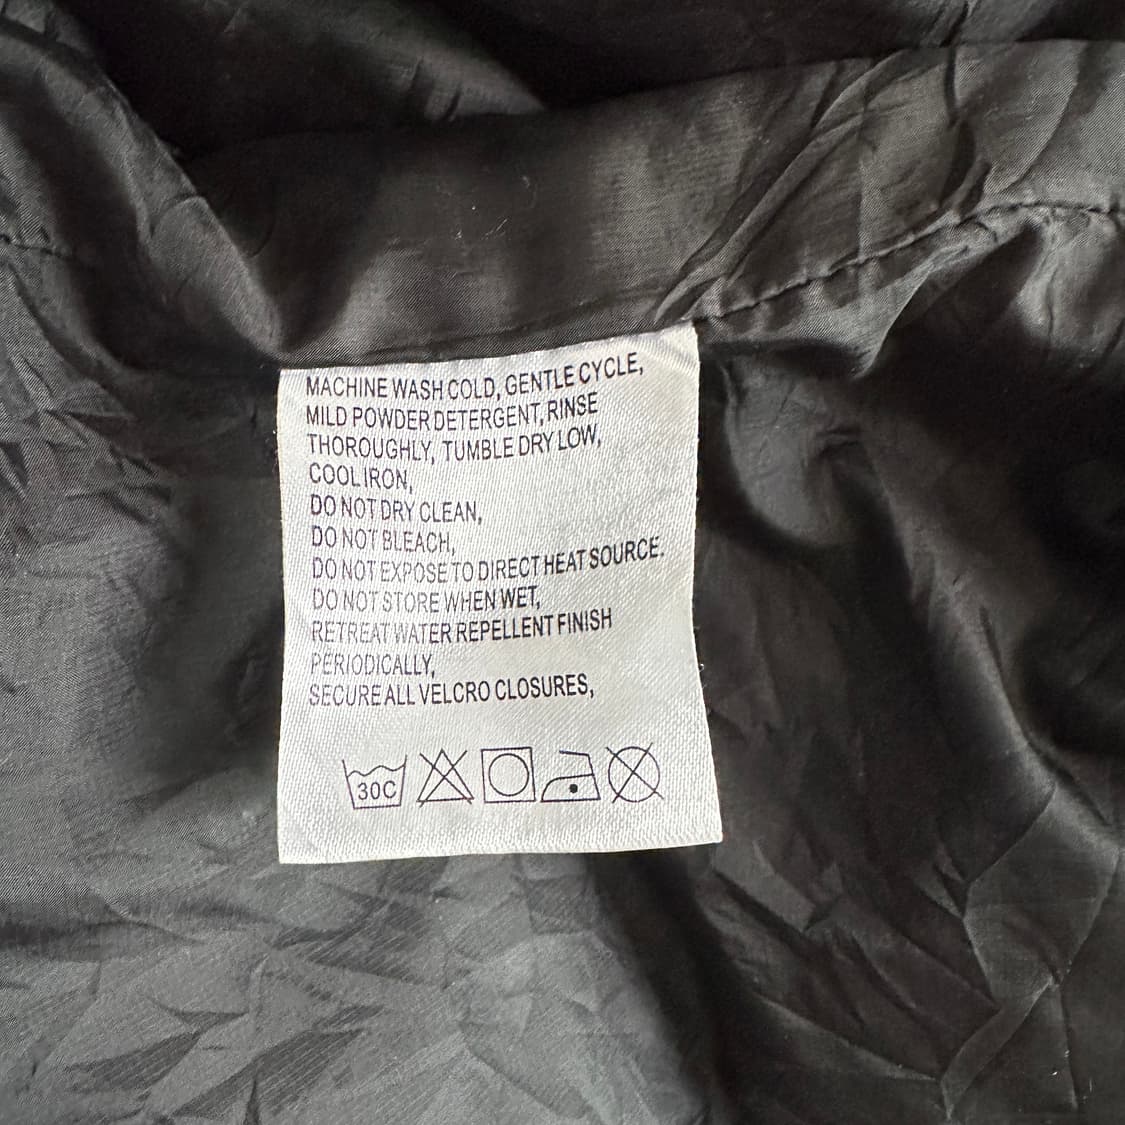 MACHINE WASH COLD, GENTLE CYCLE,
MILD POWDER DETERGENT, RINSE
THOROUGHLY, TUMBLE DRY LOW,
COOL IRON,
DO NOT DRY CLEAN,
DO NOT BLEACH,
DO NOT EXPOSE TO DIRECT HEAT SOURCE.
DO NOT STORE WHEN WET,
RETREAT WATER REPELLENT FINISH
PERIODICALLY,
SECURE ALL VELCRO CLOSURES,
30C